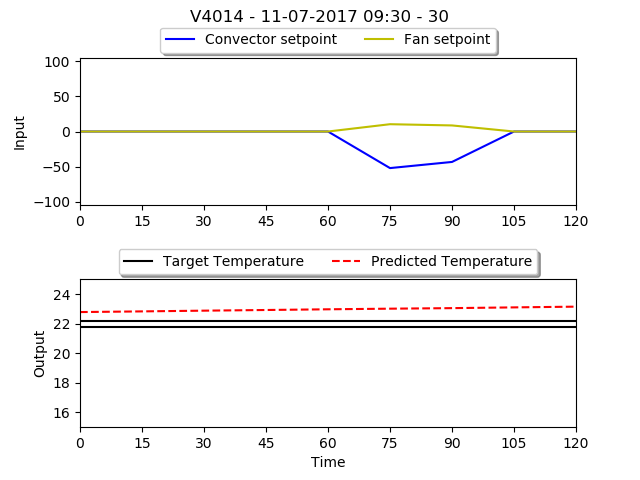 V4014 - 11-07-2017 09:30 - 30
Convector setpoint Fan setpoint
100
50
0
−50
−100
Input
0 15 30 45 60 75 90 105 120
Target Temperature Predicted Temperature
24
22
20
18
16
Output
0 15 30 45 60 75 90 105 120
Time